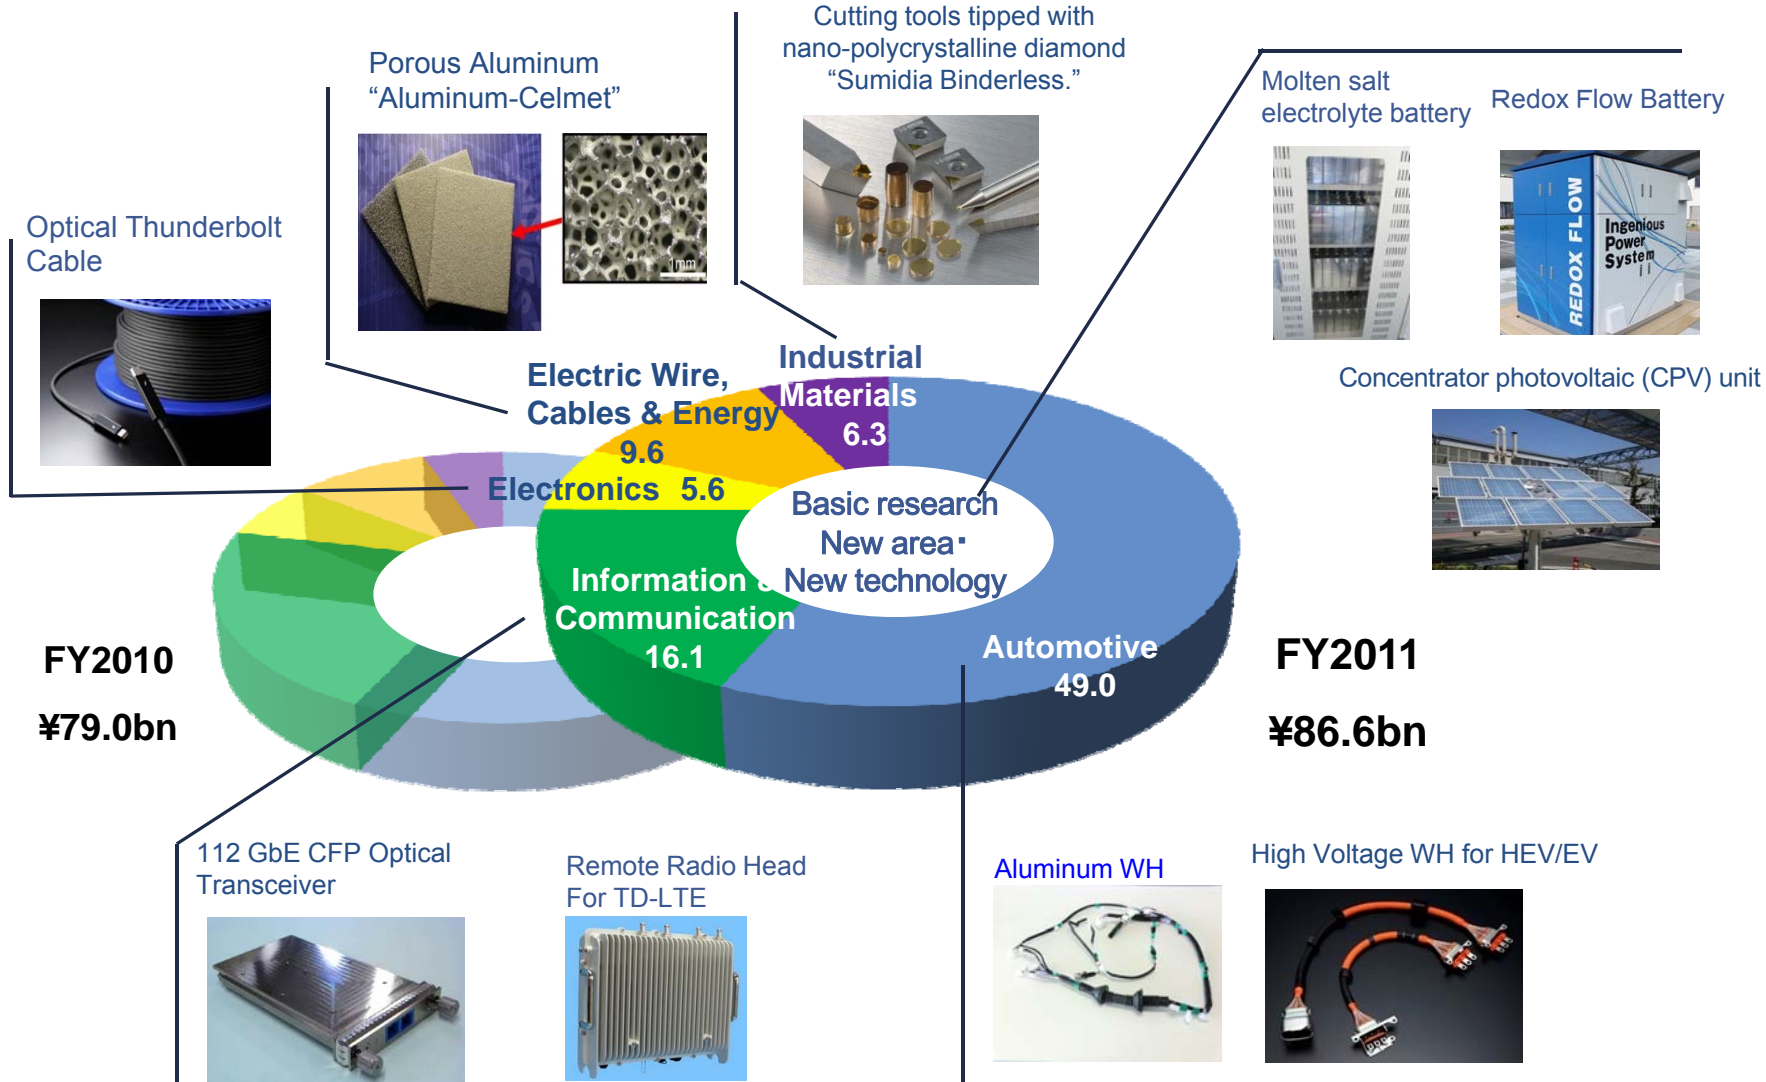 Cutting tools tipped with
nano-polycrystalline diamond
“Sumidia Binderless.”
Porous Aluminum
“Aluminum-Celmet”
1mm
Molten salt
electrolyte battery
Redox Flow Battery
REDOX FLOW
Ingenious
Power
System
Optical Thunderbolt
Cable
Concentrator photovoltaic (CPV) unit
Electric Wire,
Cables & Energy
9.6
Industrial
Materials
6.3
Electronics 5.6
Basic research
New area・
New technology
Information &
Communication
16.1
Automotive
49.0
FY2010
¥79.0bn
FY2011
¥86.6bn
112 GbE CFP Optical
Transceiver
Remote Radio Head
For TD-LTE
Aluminum WH
High Voltage WH for HEV/EV